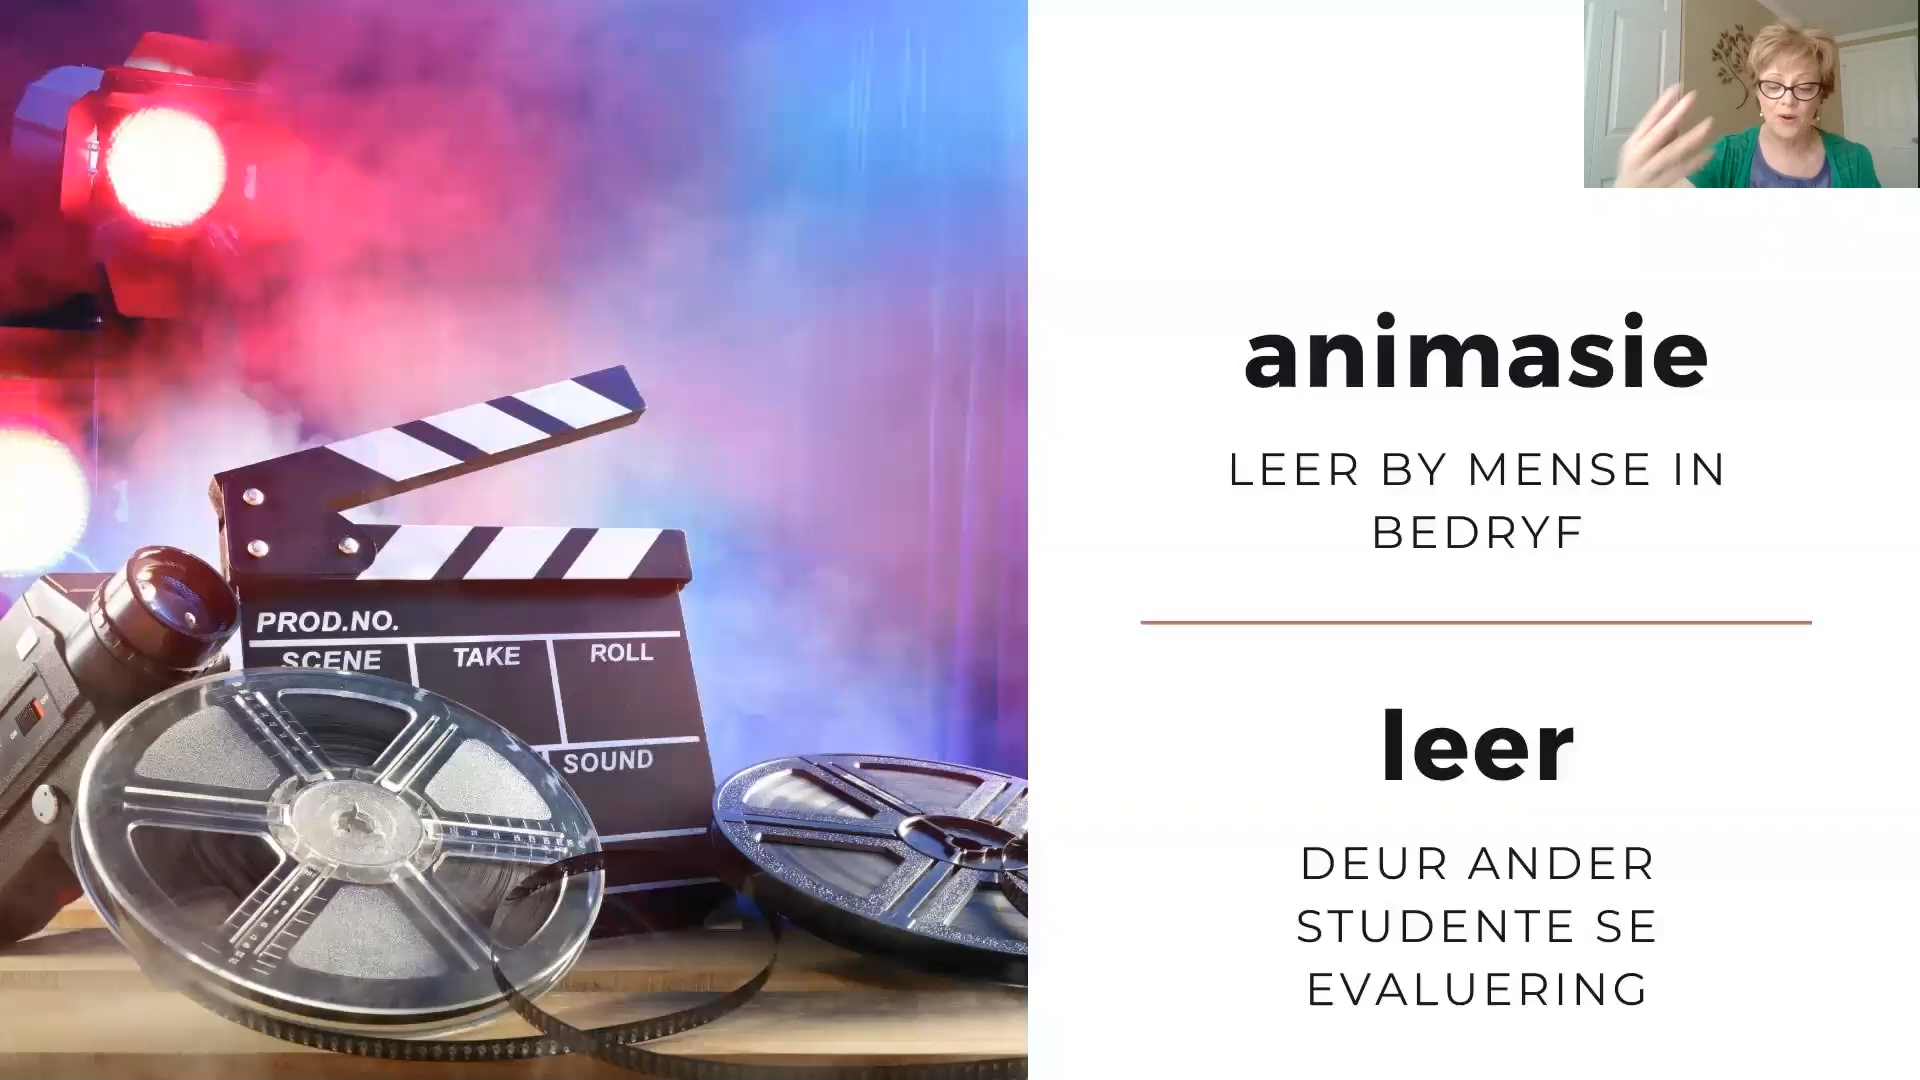 PROD.NO.
SCENE TAKE ROLL
SOUND
animasie
LEER BY MENSE IN
BEDRYF
leer
DEUR ANDER
STUDENTE SE
EVALUERING